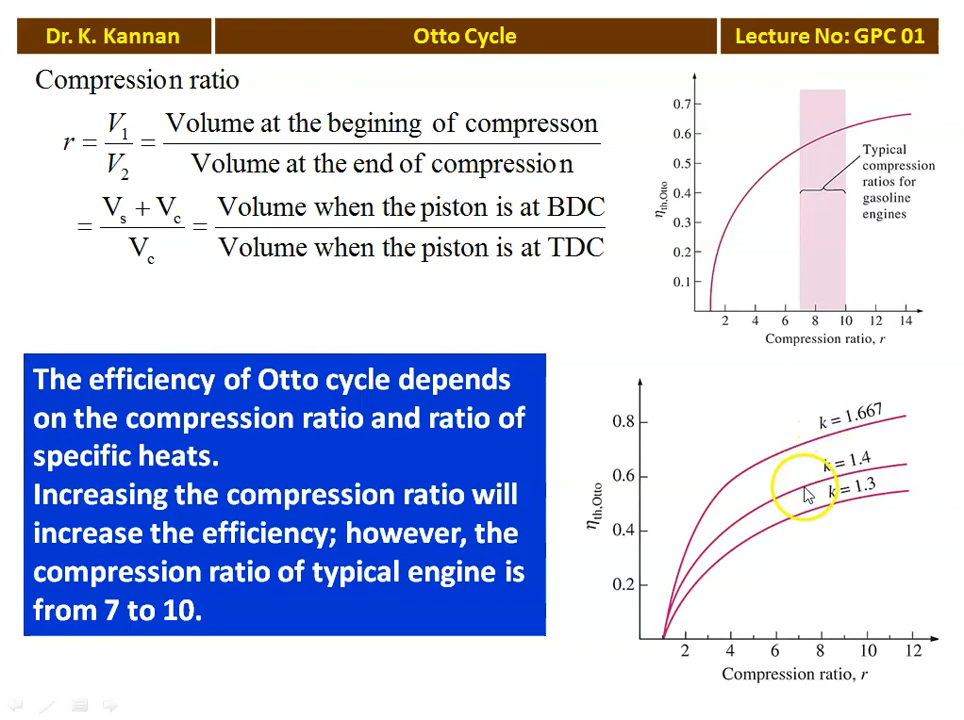 Dr. K. Kannan
Otto Cycle
Lecture No: GPC 01
Compression ratio
r = V1 / V2 = Volume at the begining of compresson / Volume at the end of compression
= Vs + Vc / Vc = Volume when the piston is at BDC / Volume when the piston is at TDC
The efficiency of Otto cycle depends
on the compression ratio and ratio of
specific heats.
Increasing the compression ratio will
increase the efficiency; however, the
compression ratio of typical engine is
from 7 to 10.
0.7
0.6
0.5
0.4
0.3
0.2
0.1
ηth,Otto
Typical
compression
ratios for
gasoline
engines
2 4 6 8 10 12 14
Compression ratio, r
0.8
0.6
0.4
0.2
ηth,Otto
k = 1.667
k = 1.4
k = 1.3
2 4 6 8 10 12
Compression ratio, r